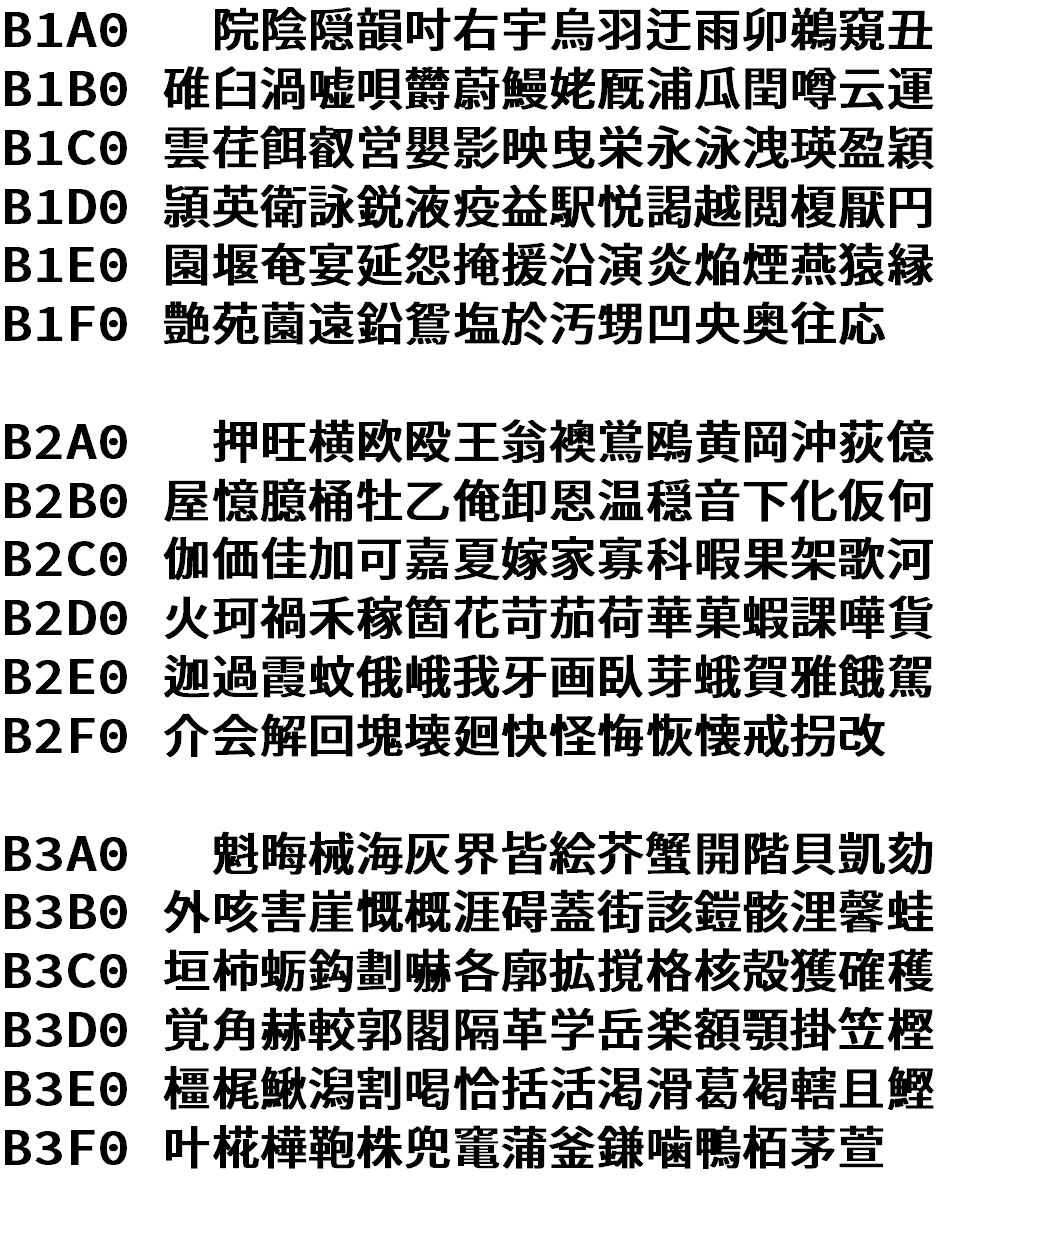 B1A0 院陰隠韻吋右宇烏羽迂雨卯鵜窺丑
B1B0 碓臼渦嘘唄欝蔚鰻姥厩浦瓜閏噂云運
B1C0 雲荏餌叡営嬰影映曳栄永泳洩瑛盈穎
B1D0 頴英衛詠鋭液疫益駅悦謁越閲榎厭円
B1E0 園堰奄宴延怨掩援沿演炎焔煙燕猿縁
B1F0 艶苑薗遠鉛鴛塩於汚甥凹央奥往応
B2A0 押旺横欧殴王翁襖鴬鴎黄岡沖荻億
B2B0 屋憶臆桶牡乙俺卸恩温穏音下化仮何
B2C0 伽価佳加可嘉夏嫁家寡科暇果架歌河
B2D0 火珂禍禾稼箇花苛茄荷華菓蝦課嘩貨
B2E0 迦過霞蚊俄峨我牙画臥芽蛾賀雅餓駕
B2F0 介会解回塊壊廻快怪悔恢懐戒拐改
B3A0 魁晦械海灰界皆絵芥蟹開階貝凱劾
B3B0 外咳害崖慨概涯碍蓋街該鎧骸浬馨蛙
B3C0 垣柿蛎鈎劃嚇各廓拡撹格核殻獲確穫
B3D0 覚角赫較郭閣隔革学岳楽額顎掛笠樫
B3E0 橿梶鰍潟割喝恰括活渇滑葛褐轄且鰹
B3F0 叶椛樺鞄株兜竃蒲釜鎌噛鴨栢茅萱